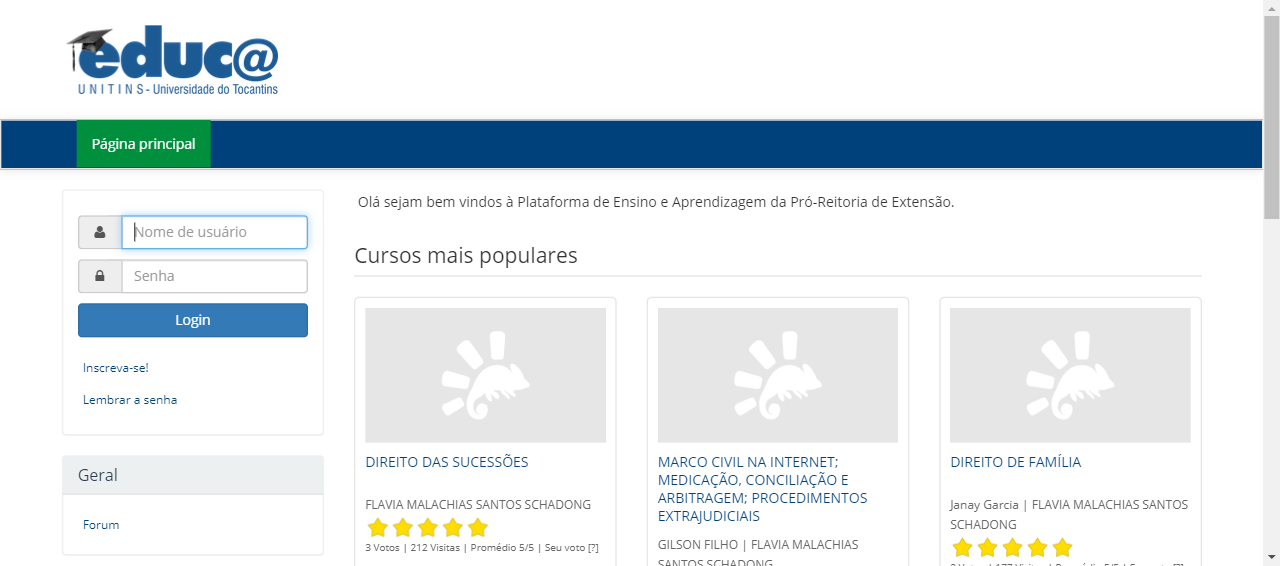 educ@
UNITINS - Universidade do Tocantins
Página principal
Nome de usuário
Senha
Login
Inscreva-se!
Lembrar a senha
Geral
Forum
Olá sejam bem vindos à Plataforma de Ensino e Aprendizagem da Pró-Reitoria de Extensão.
Cursos mais populares
DIREITO DAS SUCESSÕES
FLAVIA MALACHIAS SANTOS SCHADONG
3 Votos | 212 Visitas | Promédio 5/5 | Seu voto [?]
MARCO CIVIL NA INTERNET;
MEDICAÇÃO, CONCILIAÇÃO E
ARBITRAGEM; PROCEDIMENTOS
EXTRAJUDICIAIS
GILSON FILHO | FLAVIA MALACHIAS
SANTOS SCHADONG
DIREITO DE FAMÍLIA
Janay Garcia | FLAVIA MALACHIAS SANTOS
SCHADONG